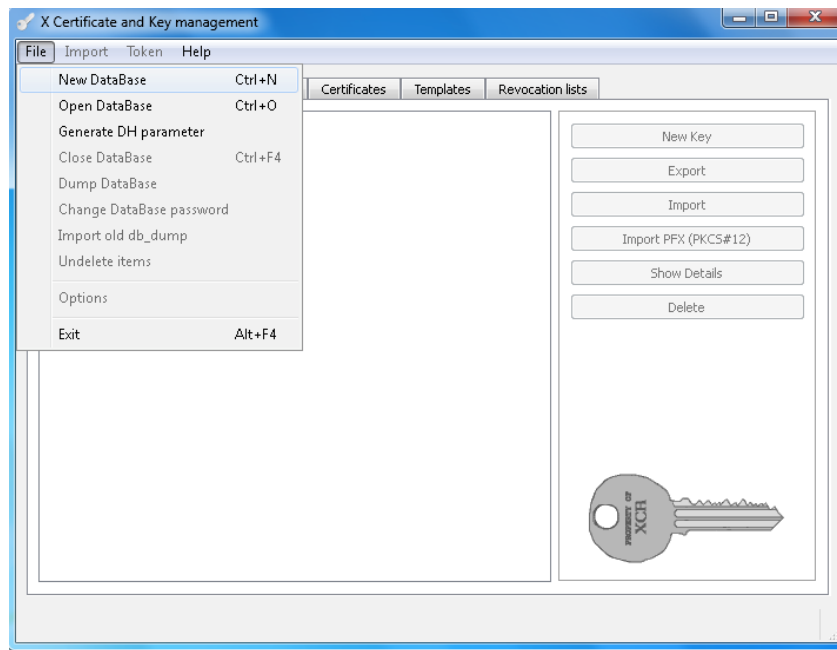 X Certificate and Key management
File Import Token Help
New DataBase Ctrl+N
Open DataBase Ctrl+O
Generate DH parameter
Close DataBase Ctrl+F4
Dump DataBase
Change DataBase password
Import old db_dump
Undelete items
Options
Exit Alt+F4
Certificates Templates Revocation lists
New Key
Export
Import
Import PFX (PKCS#12)
Show Details
Delete
PROPERTY OF
XCA